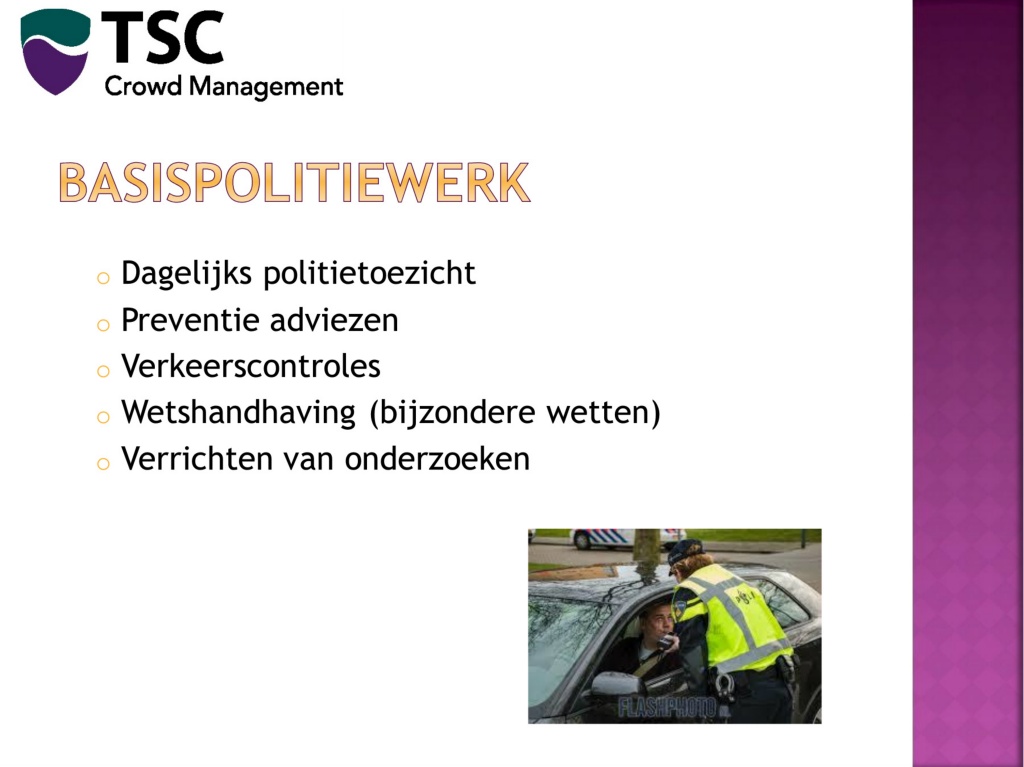 TSC
Crowd Management
BASISPOLITIEWERK
o Dagelijks politietoezicht
o Preventie adviezen
o Verkeerscontroles
o Wetshandhaving (bijzondere wetten)
o Verrichten van onderzoeken
FLASHPHOTO